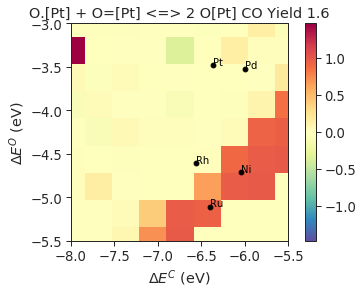 O.[Pt] + O=[Pt] <=> 2 O[Pt] CO Yield 1.6
−3.0
−3.5
−4.0
−4.5
−5.0
−5.5
ΔE^O (eV)
−8.0 −7.5 −7.0 −6.5 −6.0 −5.5
ΔE^C (eV)
Pt
Pd
Rh
Ni
Ru
1.0
0.5
0.0
−0.5
−1.0